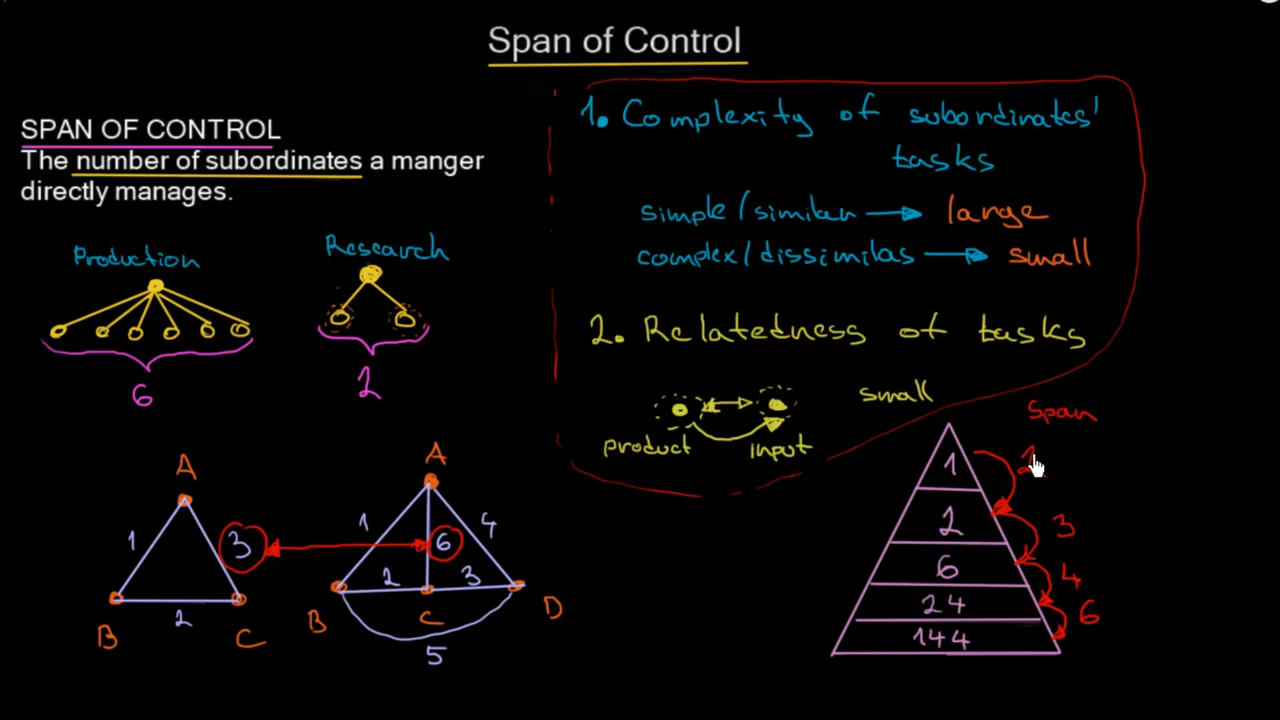 Span of Control
SPAN OF CONTROL
The number of subordinates a manger
directly manages.
Production
6
Research
2
1. Complexity of subordinates'
tasks
simple/similar large
complex/dissimilas small
2. Relatedness of tasks
small
product input
A
1 3
2
B C
A
1 6 4
2 3
B C D
5
Span
1
2 3
6 4
24 6
144